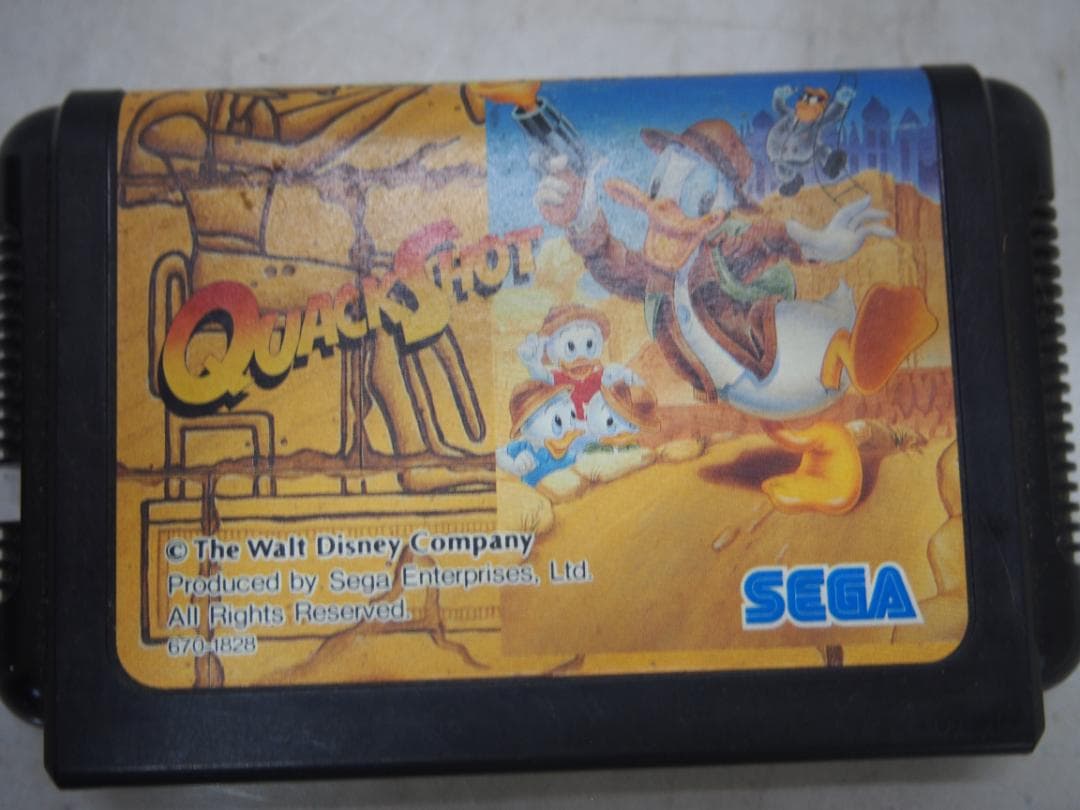 QUACKSHOT
© The Walt Disney Company
Produced by Sega Enterprises, Ltd.
All Rights Reserved.
670-1828
SEGA